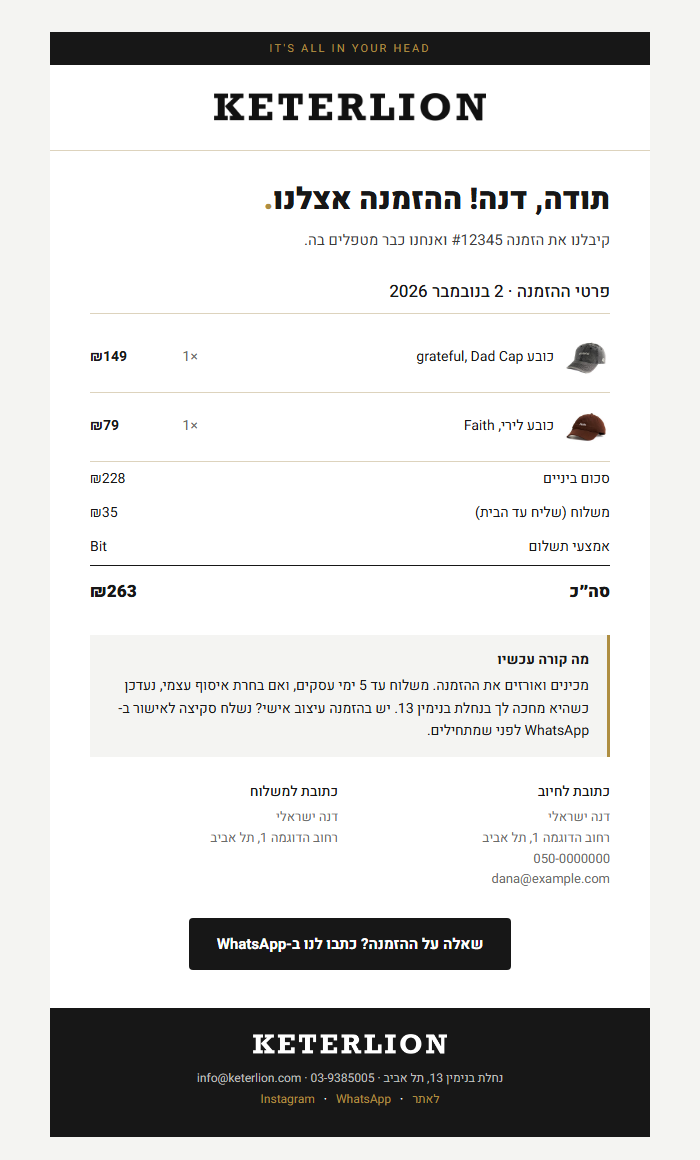 IT'S ALL IN YOUR HEAD
KETERLION
תודה, דנה! ההזמנה אצלנו.
קיבלנו את הזמנה #12345 ואנחנו כבר מטפלים בה.
פרטי ההזמנה · 2 בנובמבר 2026
כובע grateful, Dad Cap ×1 ₪149
כובע לירי, Faith ×1 ₪79
סכום ביניים ₪228
משלוח (שליח עד הבית) ₪35
אמצעי תשלום Bit
סה״כ ₪263
מה קורה עכשיו
מכינים ואורזים את ההזמנה. משלוח עד 5 ימי עסקים, ואם בחרת איסוף עצמי, נעדכן
כשהיא מחכה לך בנחלת בנימין 13. יש בהזמנה עיצוב אישי? נשלח סקיצה לאישור ב-
WhatsApp לפני שמתחילים.
כתובת לחיוב
דנה ישראלי
רחוב הדוגמה 1, תל אביב
050-0000000
dana@example.com
כתובת למשלוח
דנה ישראלי
רחוב הדוגמה 1, תל אביב
שאלה על ההזמנה? כתבו לנו ב-WhatsApp
KETERLION
נחלת בנימין 13, תל אביב · 03-9385005 · info@keterlion.com
לאתר · WhatsApp · Instagram